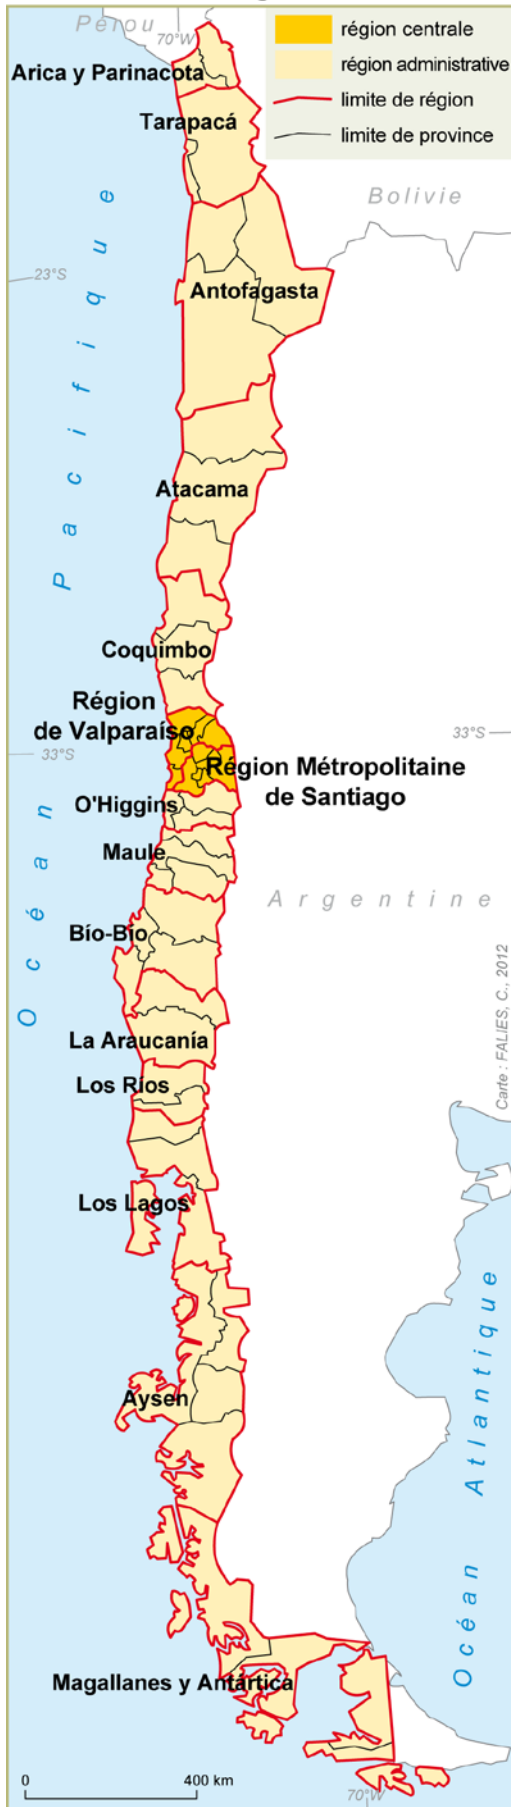 Pérou
70°W
région centrale
région administrative
limite de région
limite de province
Arica y Parinacota
Tarapacá
Bolivie
23°S
Antofagasta
Océan Pacifique
Atacama
Coquimbo
Région
de Valparaíso
33°S
33°S
Région Métropolitaine
de Santiago
O'Higgins
Maule
Argentine
Bío-Bío
Carte : FALIES, C., 2012
La Araucanía
Los Ríos
Los Lagos
Océan Atlantique
Aysen
Magallanes y Antártica
0 400 km
70°W